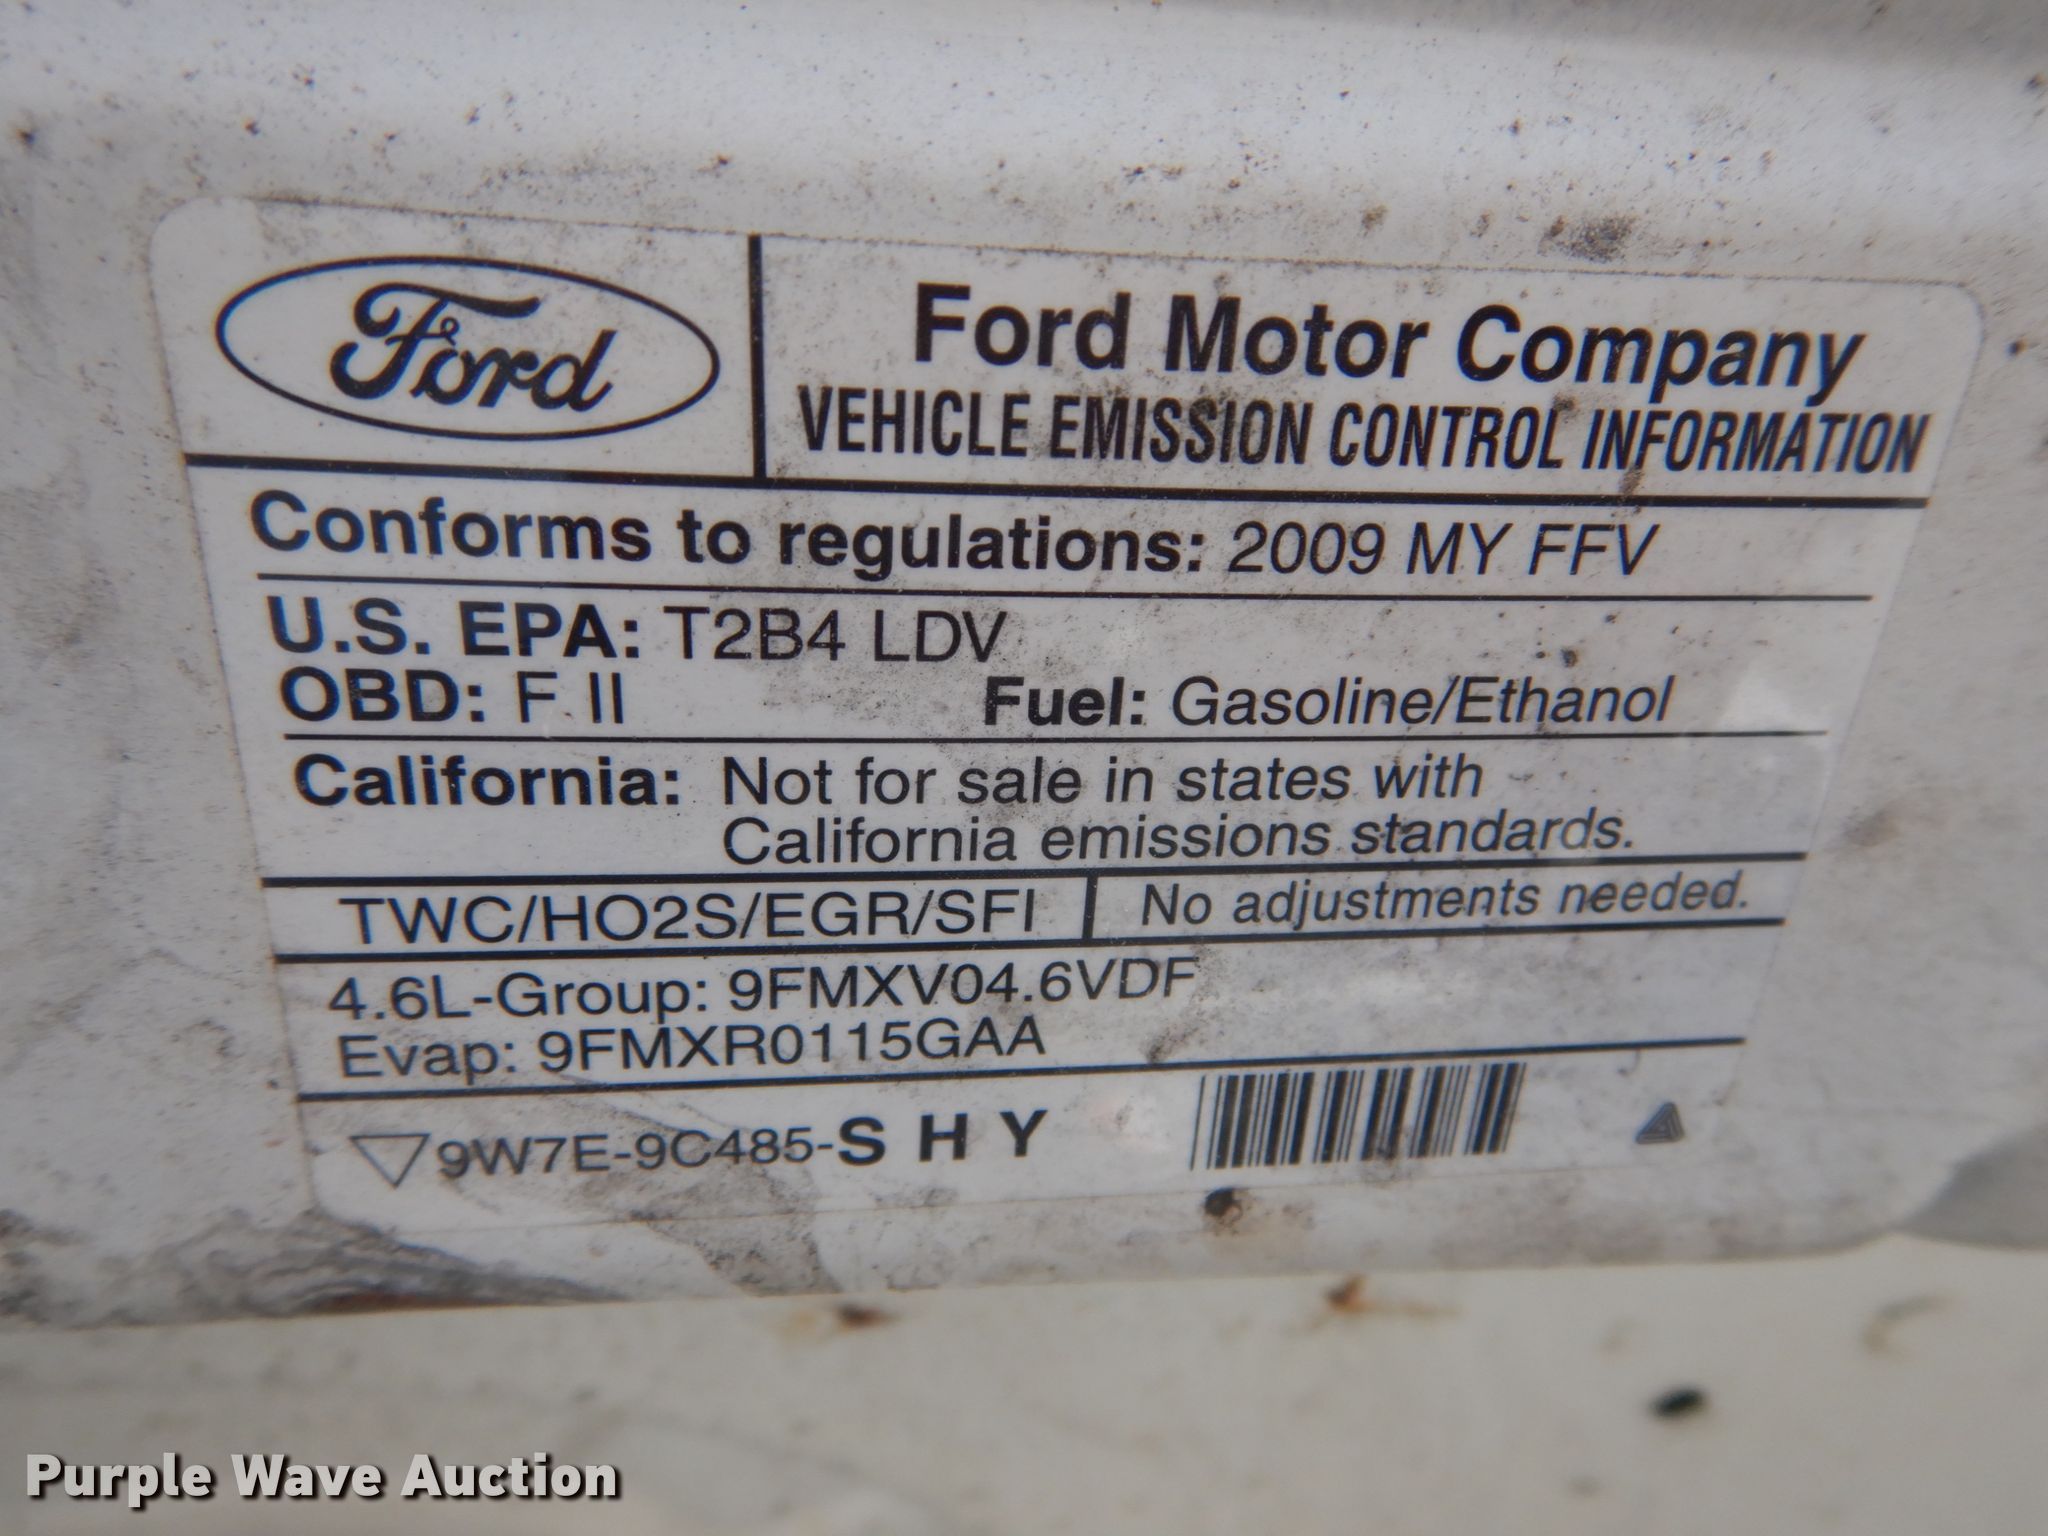 Ford
Ford Motor Company
VEHICLE EMISSION CONTROL INFORMATION
Conforms to regulations: 2009 MY FFV
U.S. EPA: T2B4 LDV
OBD: F II Fuel: Gasoline/Ethanol
California: Not for sale in states with
California emissions standards.
TWC/HO2S/EGR/SFI No adjustments needed.
4.6L-Group: 9FMXV04.6VDF
Evap: 9FMXR0115GAA
9W7E-9C485-S H Y
Purple Wave Auction